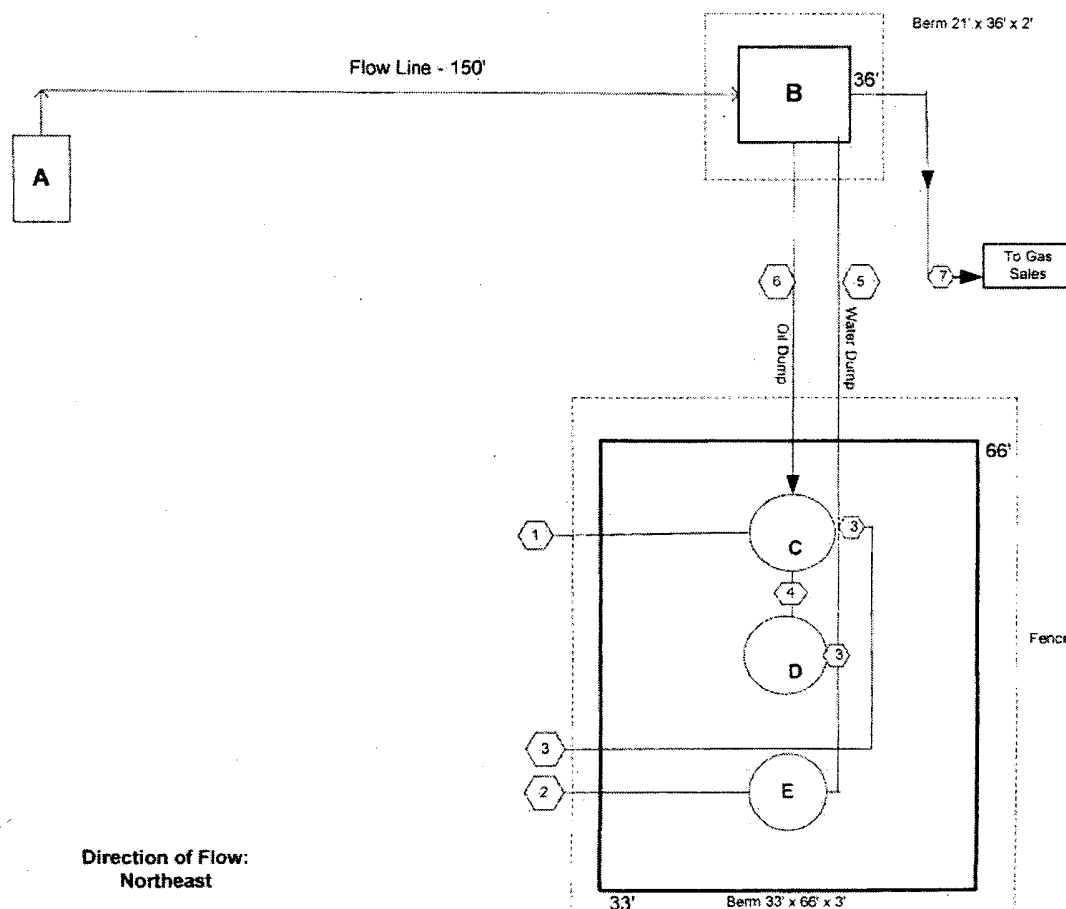 Berm 21' x 36' x 2'
Flow Line - 150'
B
36'
A
To Gas
Sales
7
6
5
Oil Dump
Water Dump
66'
1
3
C
4
Fence
D
3
3
2
E
Direction of Flow:
Northeast
33'
Berm 33' x 66' x 3'